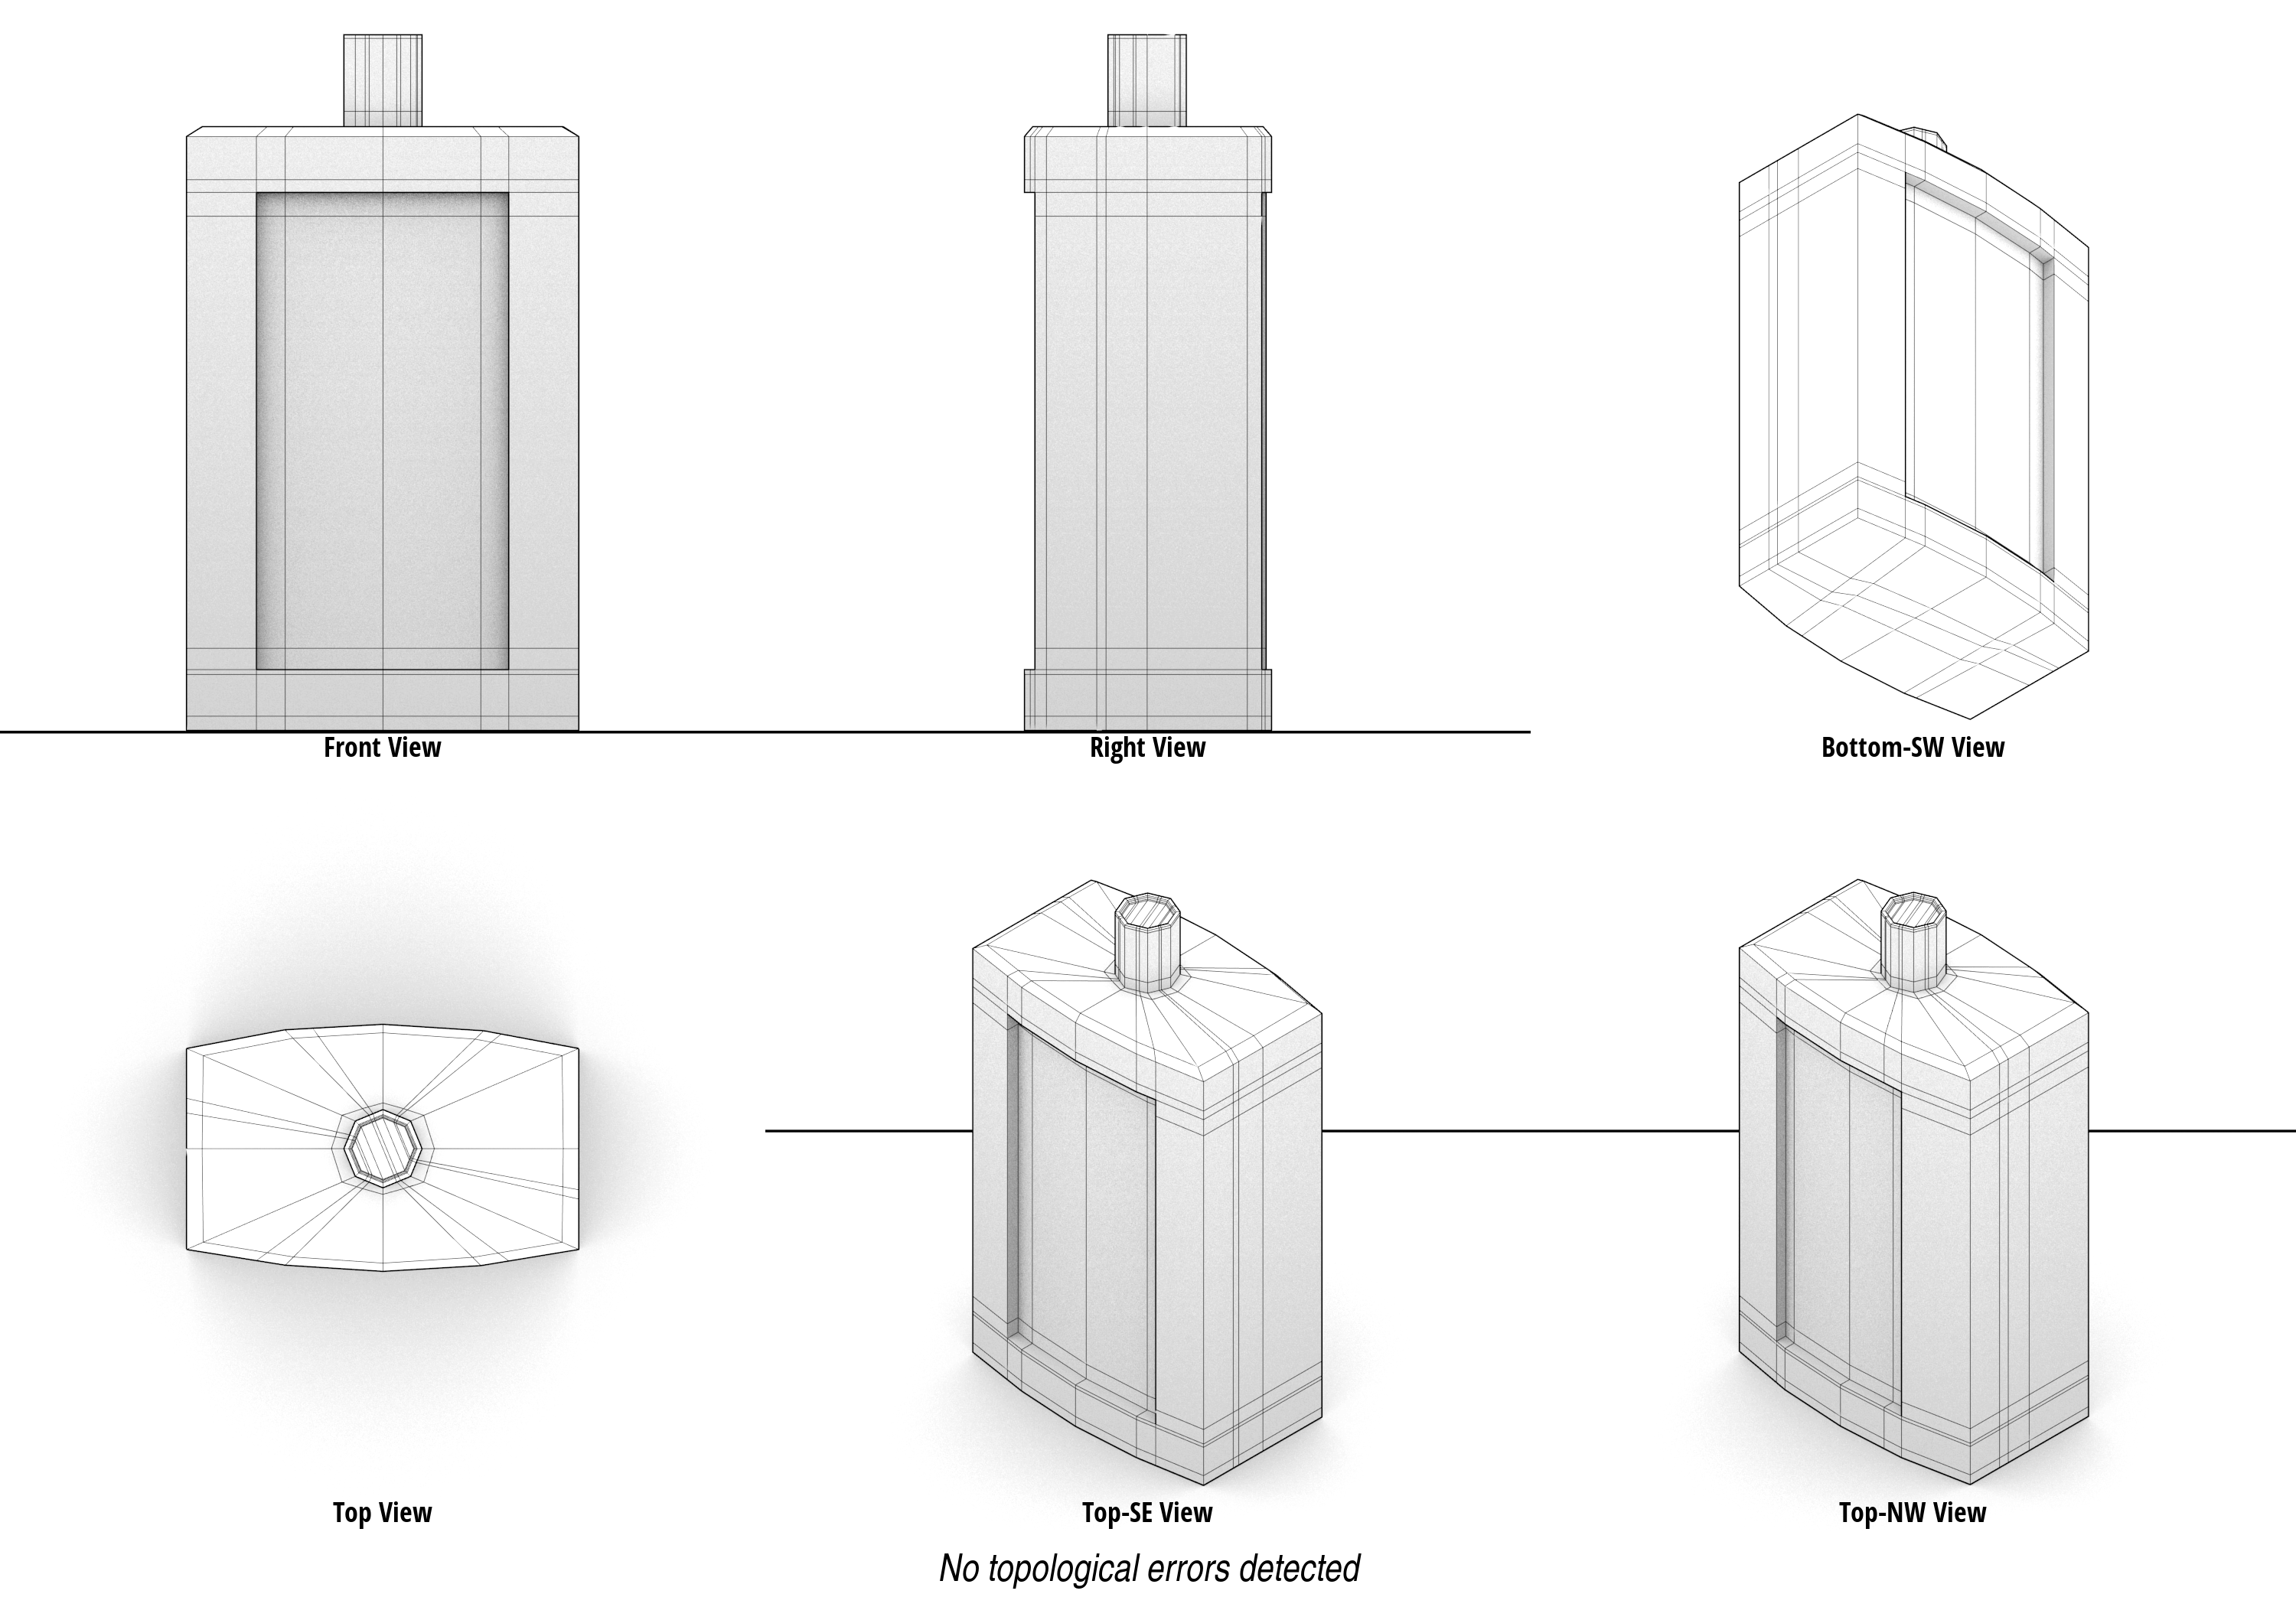 Front View
Right View
Bottom-SW View
Top View
Top-SE View
Top-NW View
No topological errors detected